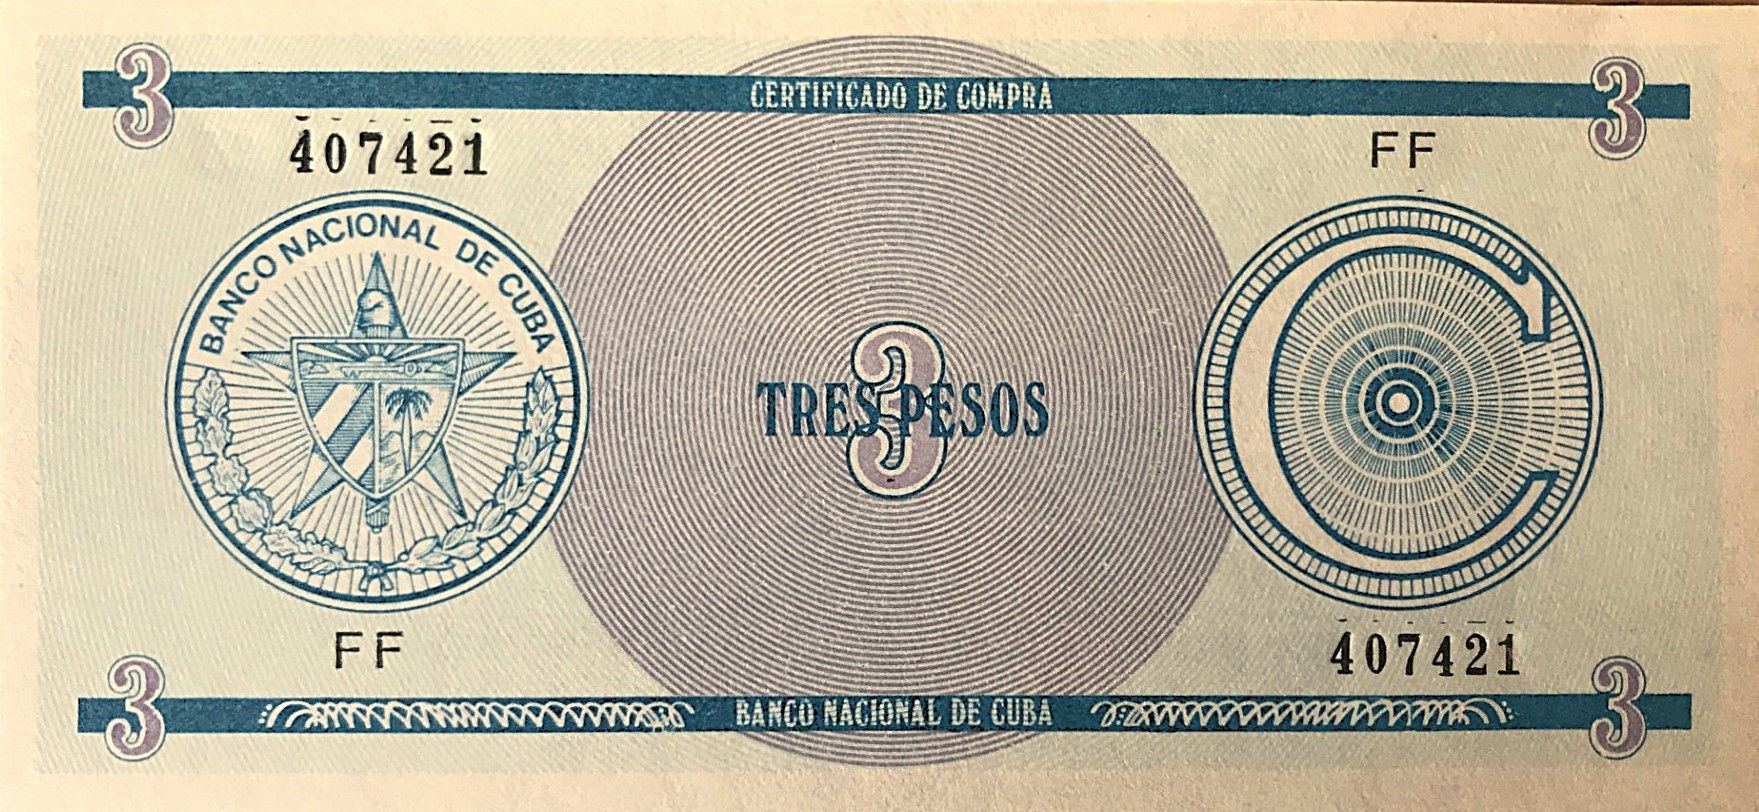 3
CERTIFICADO DE COMPRA
3
407421
FF
BANCO NACIONAL DE CUBA
C
3
TRES PESOS
FF
407421
3
BANCO NACIONAL DE CUBA
3